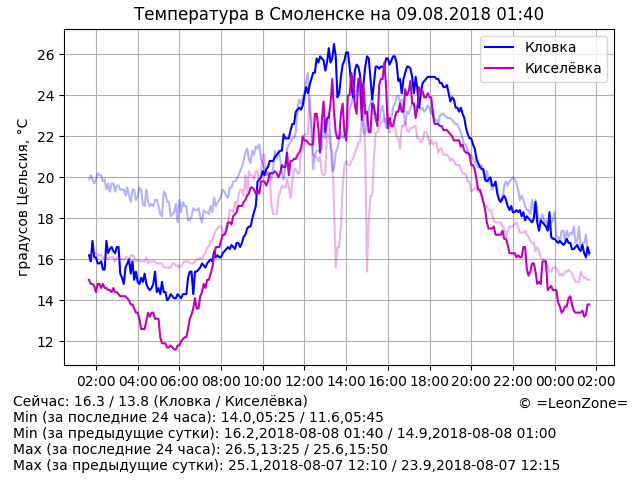 Температура в Смоленске на 09.08.2018 01:40
Кловка
Киселёвка
градусов Цельсия, °C
26
24
22
20
18
16
14
12
02:00 04:00 06:00 08:00 10:00 12:00 14:00 16:00 18:00 20:00 22:00 00:00 02:00
Сейчас: 16.3 / 13.8 (Кловка / Киселёвка)
© =LeonZone=
Min (за последние 24 часа): 14.0,05:25 / 11.6,05:45
Min (за предыдущие сутки): 16.2,2018-08-08 01:40 / 14.9,2018-08-08 01:00
Max (за последние 24 часа): 26.5,13:25 / 25.6,15:50
Max (за предыдущие сутки): 25.1,2018-08-07 12:10 / 23.9,2018-08-07 12:15